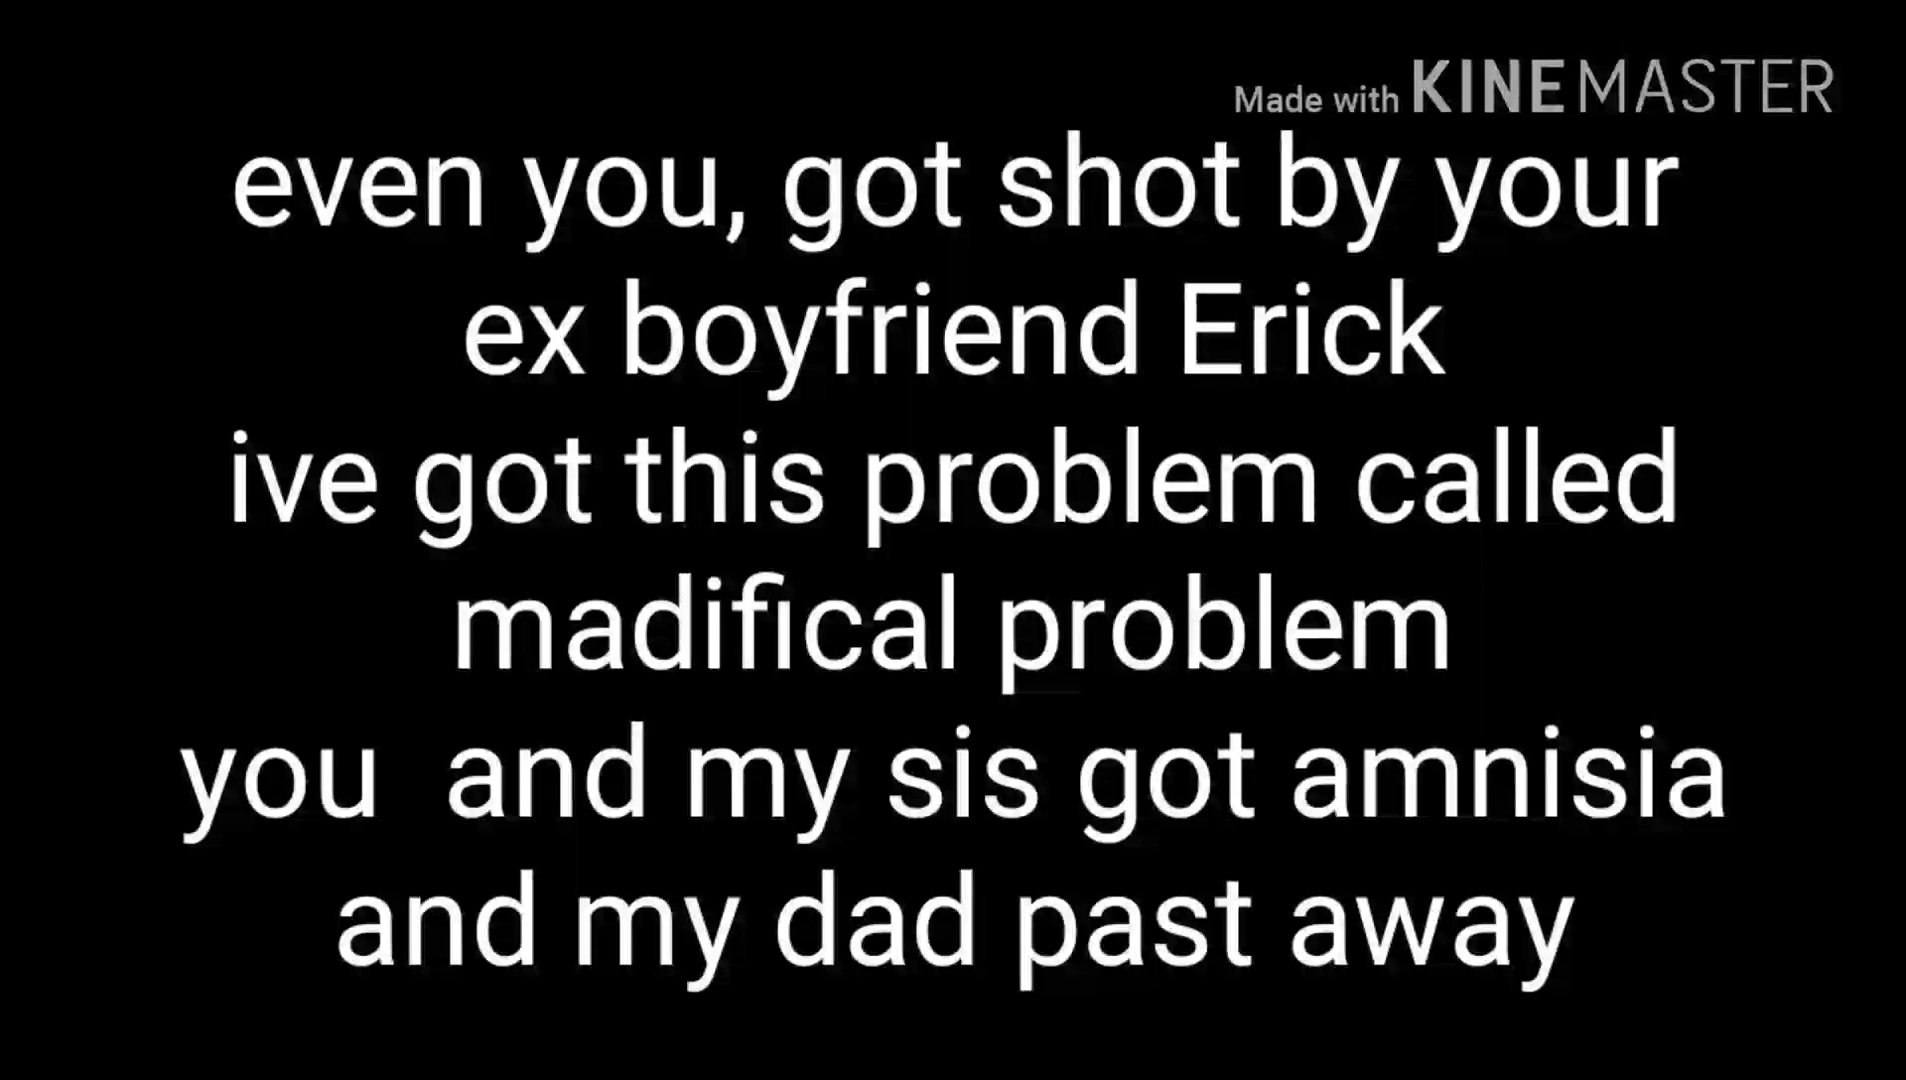 Made with KINEMASTER
even you, got shot by your
ex boyfriend Erick
ive got this problem called
madifical problem
you  and my sis got amnisia
and my dad past away